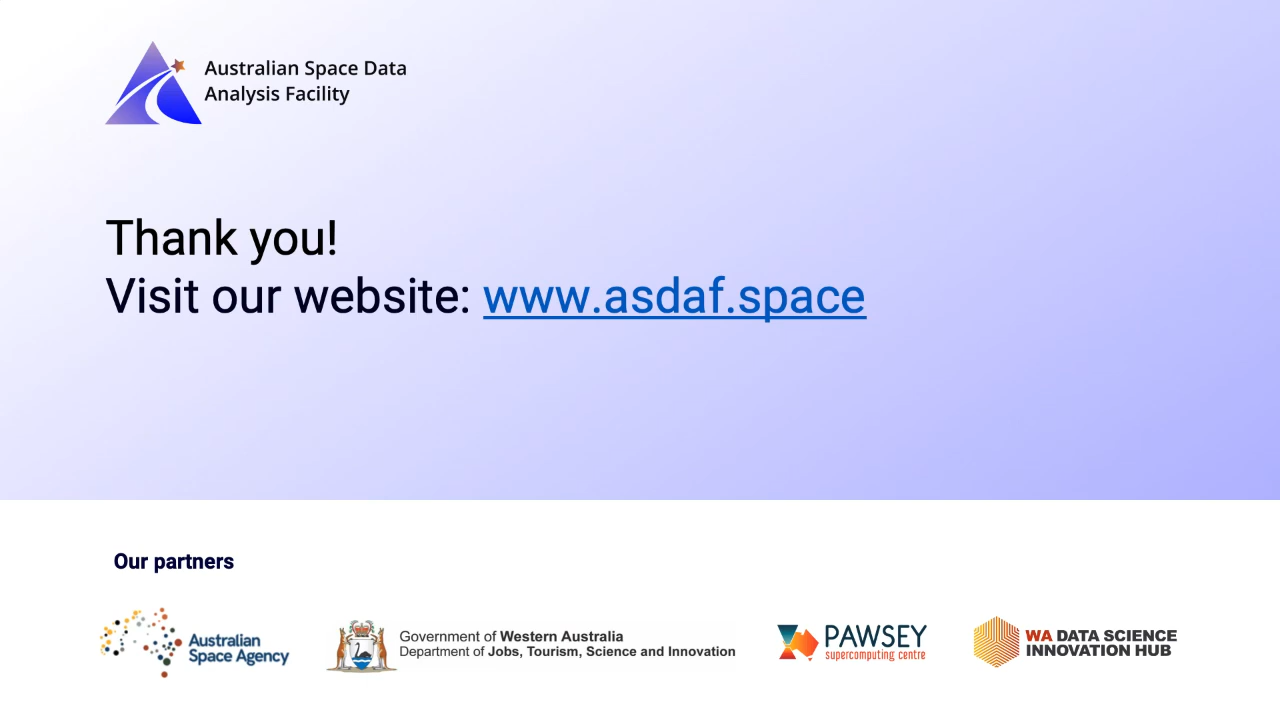 Australian Space Data
Analysis Facility
Thank you!
Visit our website: www.asdaf.space
Our partners
Australian
Space Agency
Government of Western Australia
Department of Jobs, Tourism, Science and Innovation
PAWSEY
supercomputing centre
WA DATA SCIENCE
INNOVATION HUB